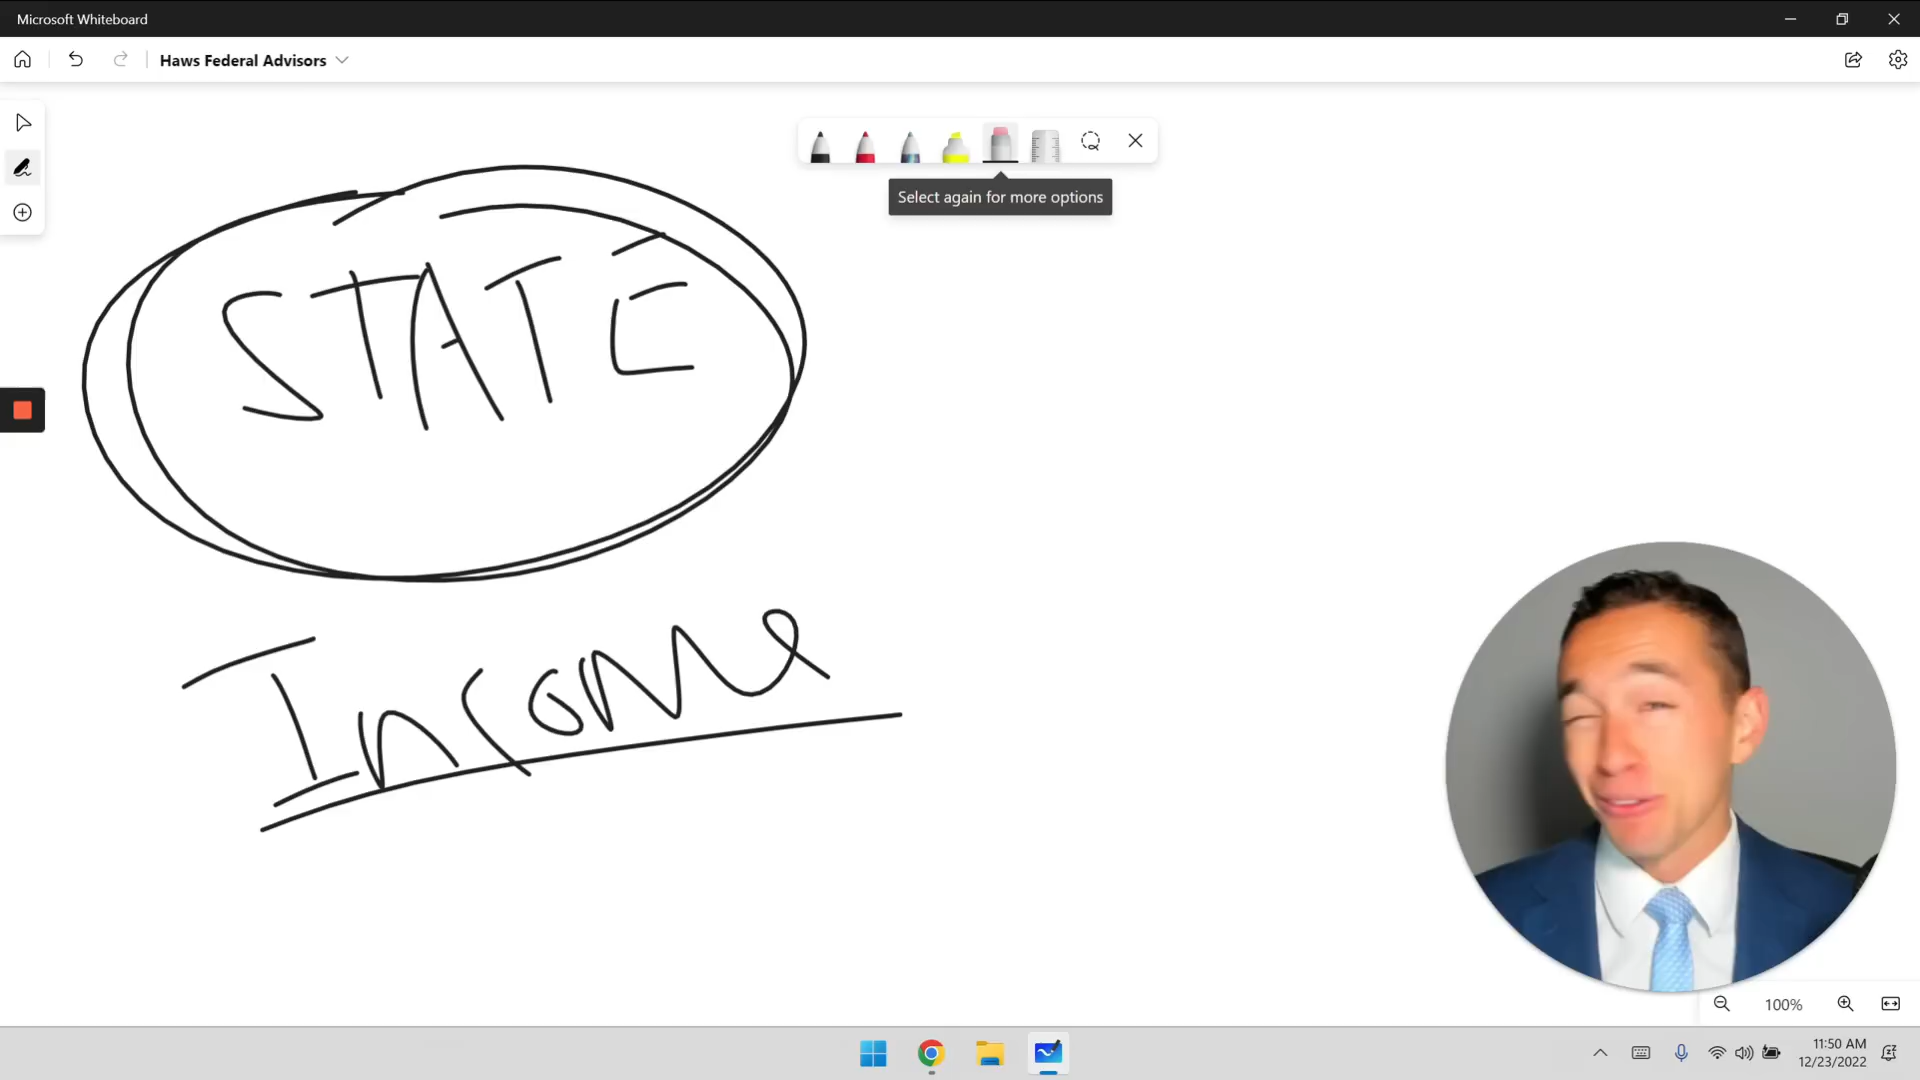 Microsoft Whiteboard
Haws Federal Advisors
Select again for more options
STATE
Income
100%
11:50 AM
12/23/2022